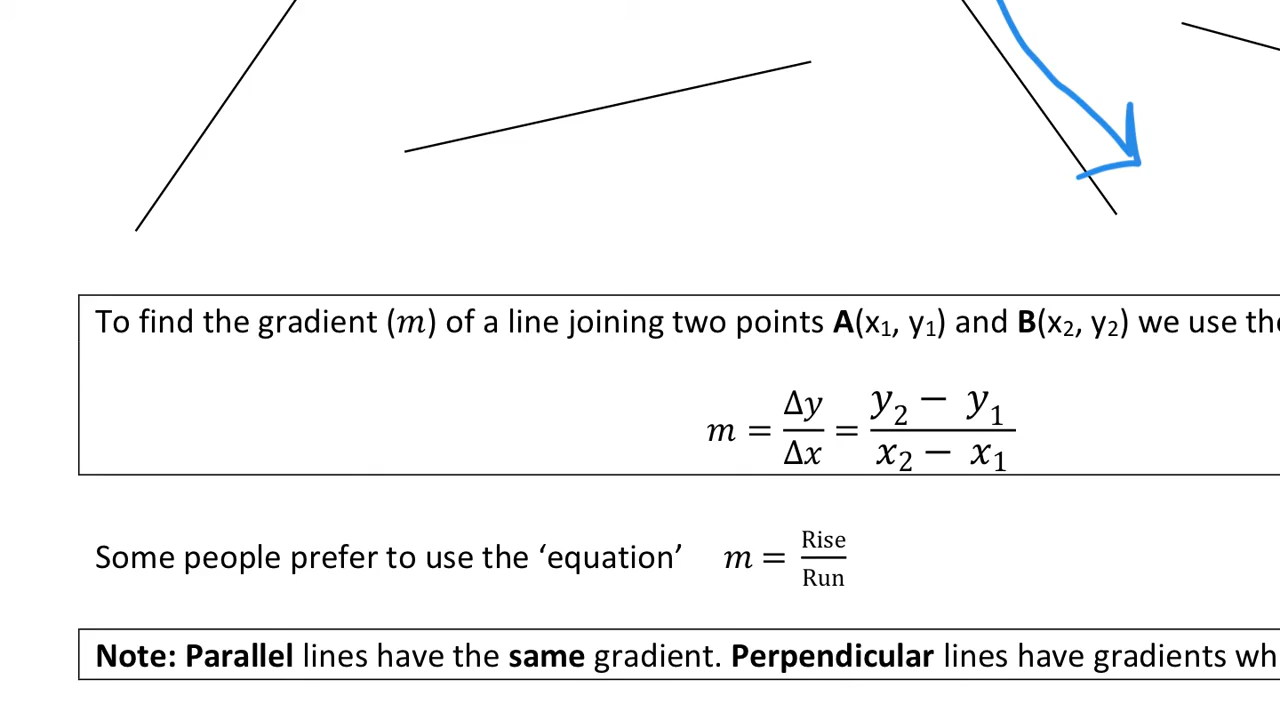 To find the gradient (m) of a line joining two points A(x₁, y₁) and B(x₂, y₂) we use
m = Δy/Δx = (y₂ − y₁)/(x₂ − x₁)
Some people prefer to use the ‘equation’ m = Rise/Run
Note: Parallel lines have the same gradient. Perpendicular lines have gradients